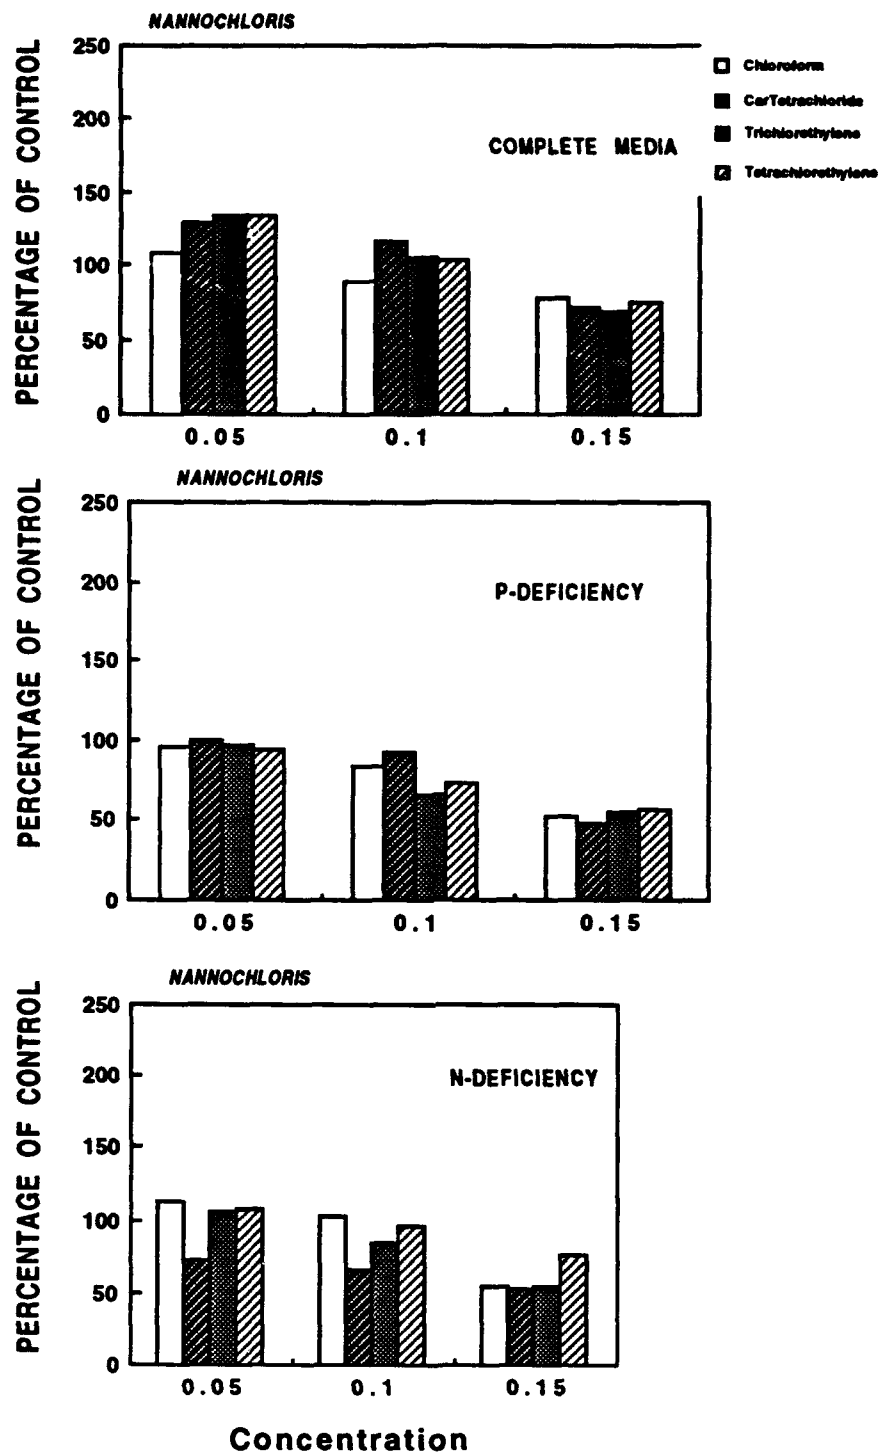 NANNOCHLORIS
250
200
150
100
50
0
PERCENTAGE OF CONTROL
COMPLETE MEDIA
Chloroform
CarTetrachloride
Trichlorethylene
Tetrachlorethylene
0.05 0.1 0.15
NANNOCHLORIS
250
200
150
100
50
0
PERCENTAGE OF CONTROL
P-DEFICIENCY
0.05 0.1 0.15
NANNOCHLORIS
250
200
150
100
50
0
PERCENTAGE OF CONTROL
N-DEFICIENCY
0.05 0.1 0.15
Concentration